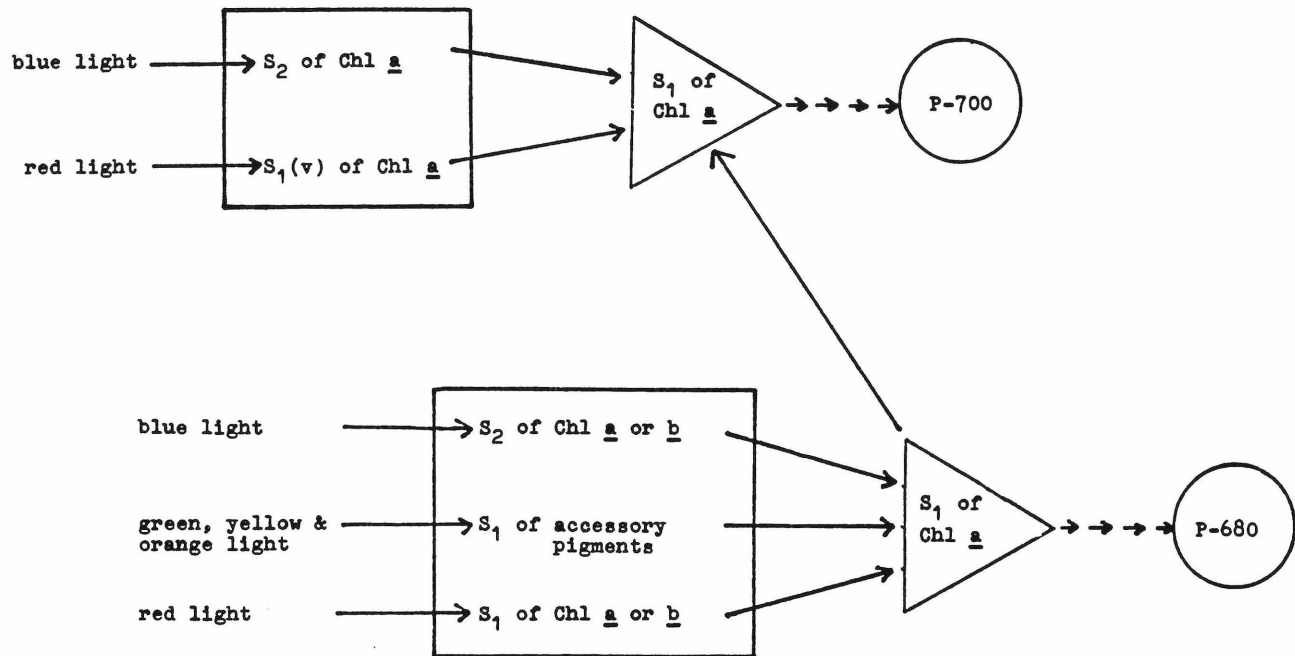 blue light
S₂ of Chl a
red light
S₁(v) of Chl a
S₁ of
Chl a
P-700
blue light
S₂ of Chl a or b
green, yellow &
orange light
S₁ of accessory
pigments
red light
S₁ of Chl a or b
S₁ of
Chl a
P-680